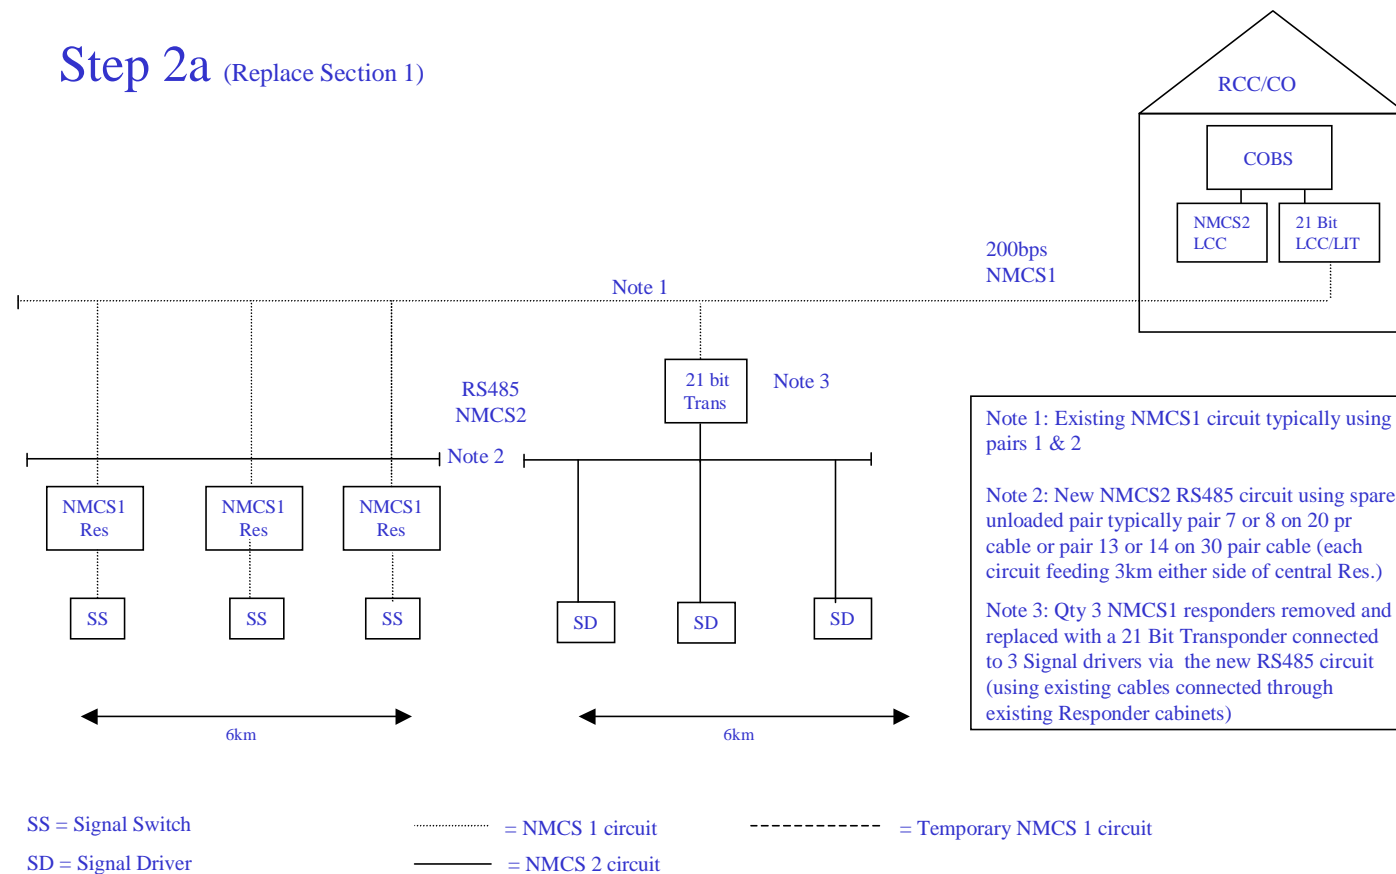 Step 2a (Replace Section 1)
RCC/CO
COBS
NMCS2
LCC
21 Bit
LCC/LIT
200bps
NMCS1
Note 1
21 bit
Trans
Note 3
RS485
NMCS2
Note 2
NMCS1
Res
NMCS1
Res
NMCS1
Res
SS
SS
SS
SD
SD
SD
6km
6km
Note 1: Existing NMCS1 circuit typically using
pairs 1 & 2
Note 2: New NMCS2 RS485 circuit using spare
unloaded pair typically pair 7 or 8 on 20 pr
cable or pair 13 or 14 on 30 pair cable (each
circuit feeding 3km either side of central Res.)
Note 3: Qty 3 NMCS1 responders removed and
replaced with a 21 Bit Transponder connected
to 3 Signal drivers via the new RS485 circuit
(using existing cables connected through
existing Responder cabinets)
SS = Signal Switch
= NMCS 1 circuit
= Temporary NMCS 1 circuit
SD = Signal Driver
= NMCS 2 circuit